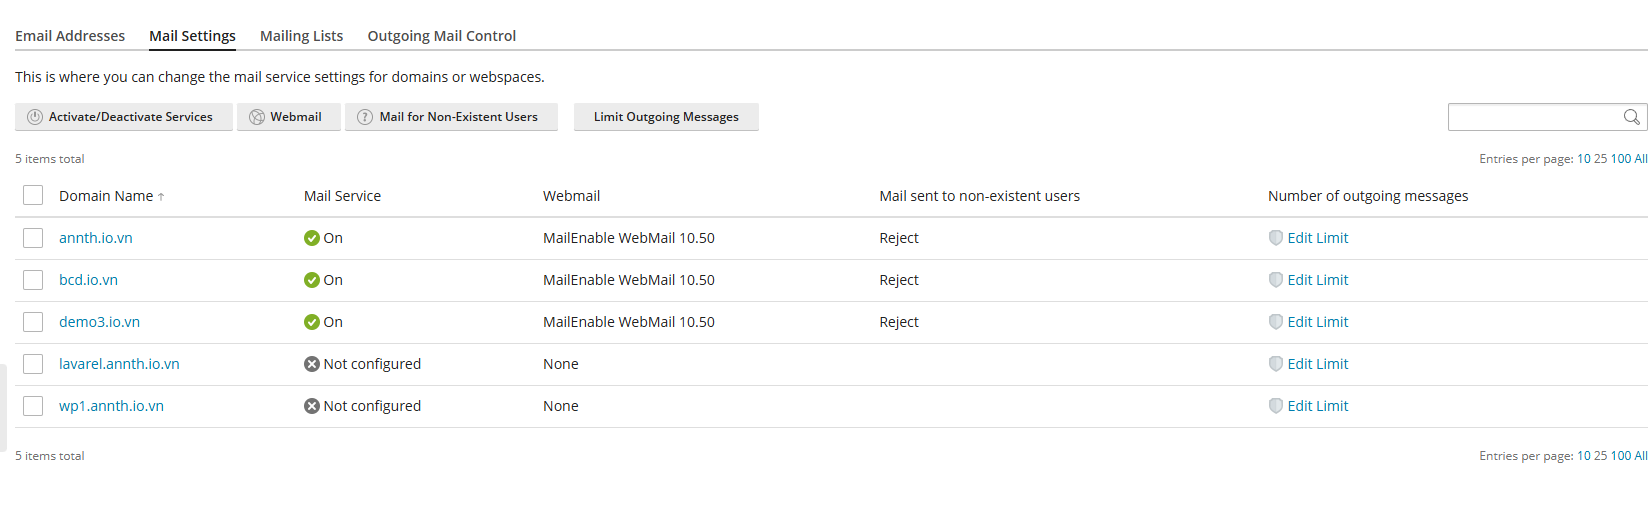 Email Addresses Mail Settings Mailing Lists Outgoing Mail Control
This is where you can change the mail service settings for domains or webspaces.
Activate/Deactivate Services Webmail Mail for Non-Existent Users Limit Outgoing Messages
5 items total Entries per page: 10 25 100 All
Domain Name ↑ Mail Service Webmail Mail sent to non-existent users Number of outgoing messages
annth.io.vn On MailEnable WebMail 10.50 Reject Edit Limit
bcd.io.vn On MailEnable WebMail 10.50 Reject Edit Limit
demo3.io.vn On MailEnable WebMail 10.50 Reject Edit Limit
lavarel.annth.io.vn Not configured None Edit Limit
wp1.annth.io.vn Not configured None Edit Limit
5 items total Entries per page: 10 25 100 All